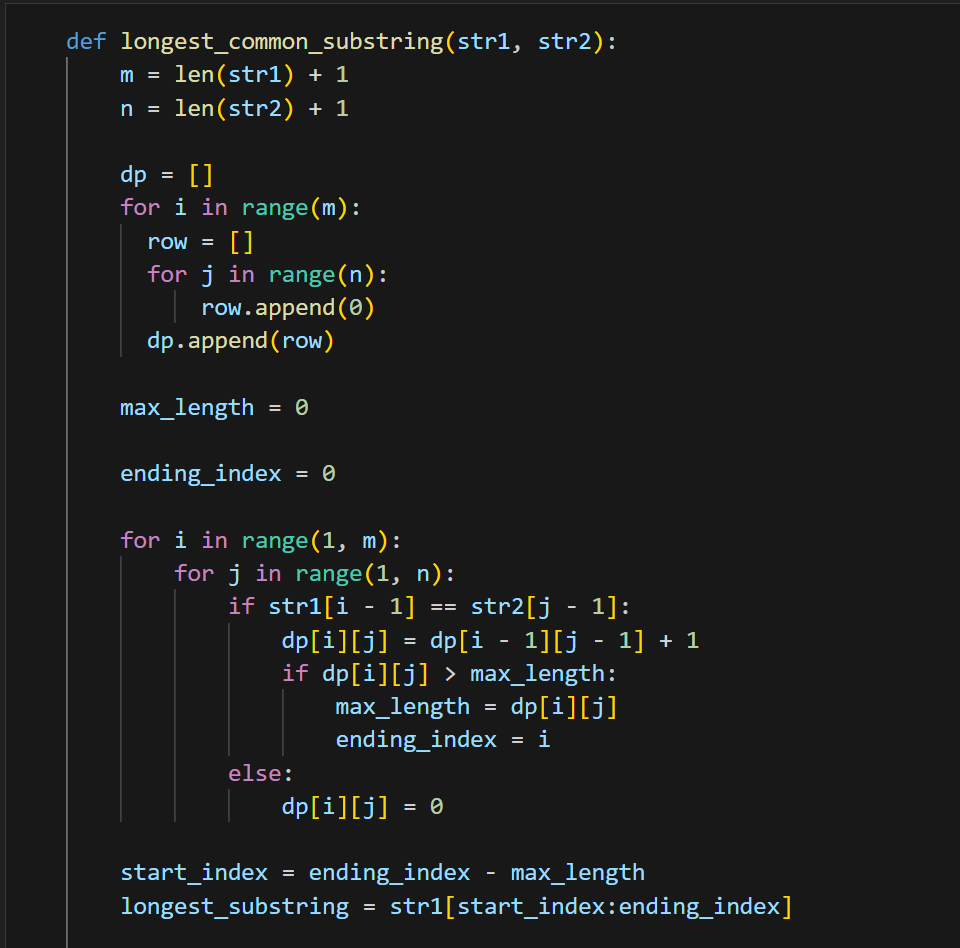 def longest_common_substring(str1, str2):
    m = len(str1) + 1
    n = len(str2) + 1

    dp = []
    for i in range(m):
      row = []
      for j in range(n):
          row.append(0)
      dp.append(row)

    max_length = 0

    ending_index = 0

    for i in range(1, m):
        for j in range(1, n):
            if str1[i - 1] == str2[j - 1]:
                dp[i][j] = dp[i - 1][j - 1] + 1
                if dp[i][j] > max_length:
                    max_length = dp[i][j]
                    ending_index = i
            else:
                dp[i][j] = 0

    start_index = ending_index - max_length
    longest_substring = str1[start_index:ending_index]